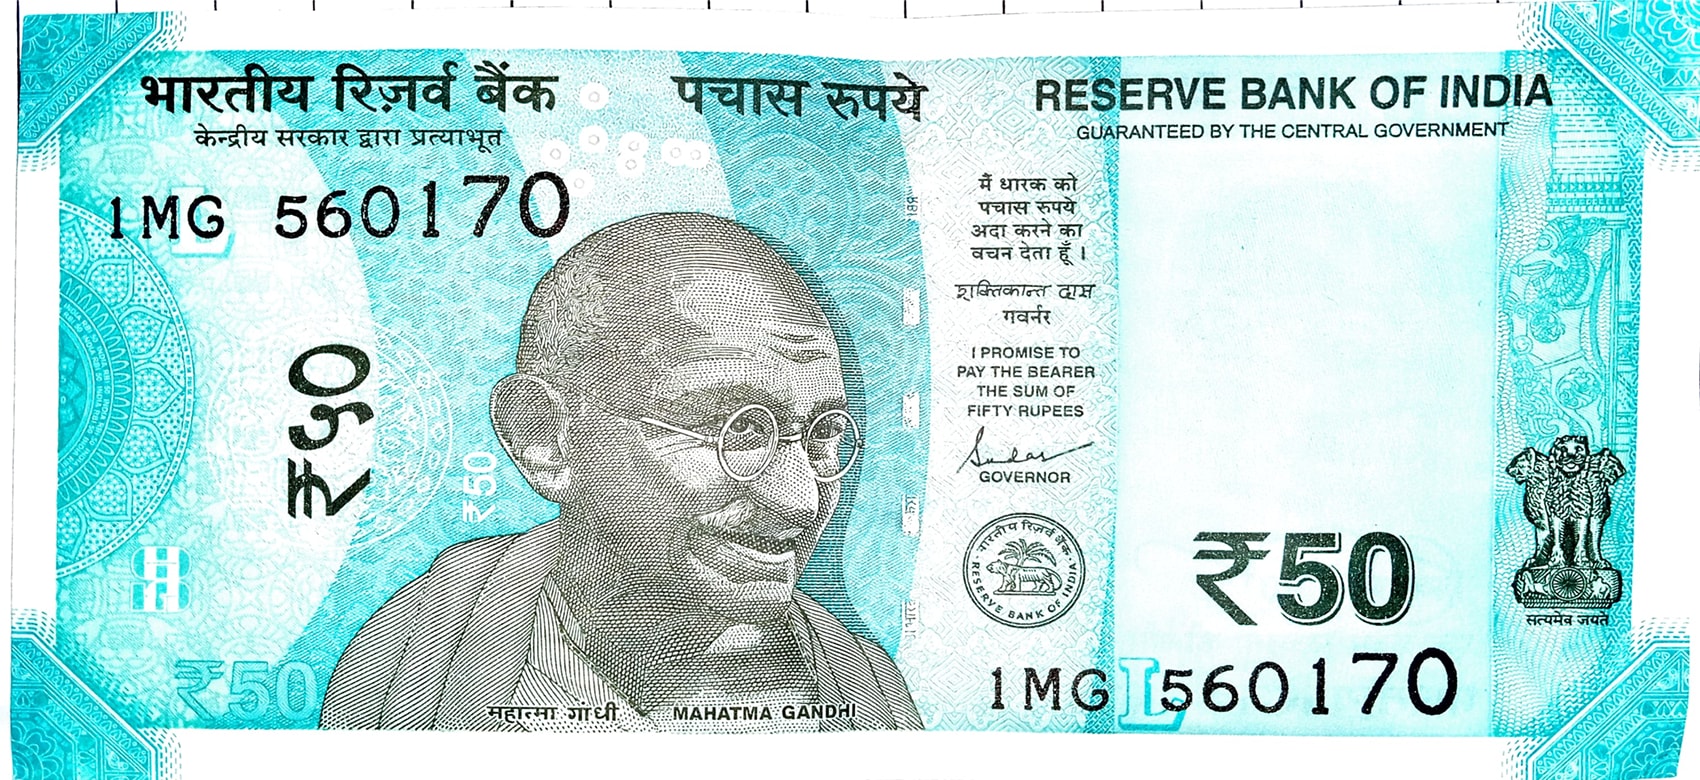 भारतीय रिज़र्व बैंक
केन्द्रीय सरकार द्वारा प्रत्याभूत
पचास रुपये
RESERVE BANK OF INDIA
GUARANTEED BY THE CENTRAL GOVERNMENT
1MG 560170
मैं धारक को
पचास रुपये
अदा करने का
वचन देता हूँ ।
शक्तिकान्त दास
गवर्नर
I PROMISE TO
PAY THE BEARER
THE SUM OF
FIFTY RUPEES
GOVERNOR
₹५०
₹50
भारतीय रिज़र्व बैंक
RESERVE BANK OF INDIA
₹50
सत्यमेव जयते
₹50
महात्मा गाँधी
MAHATMA GANDHI
1MG L 560170